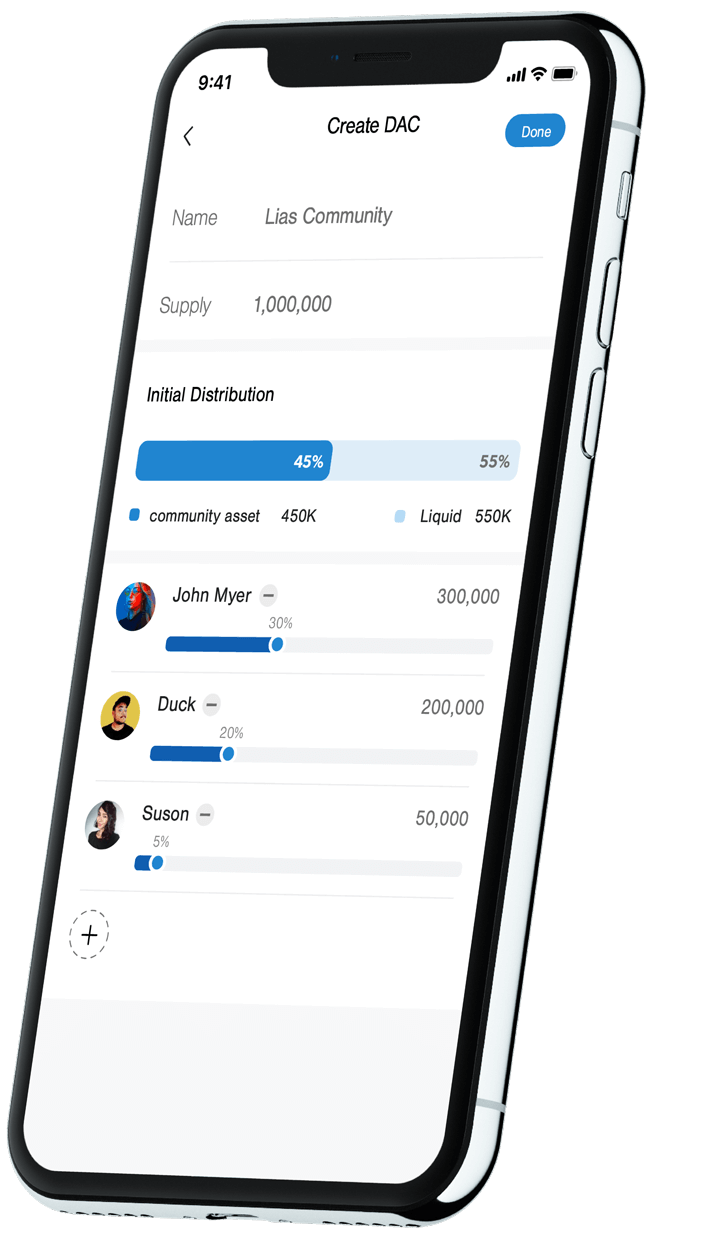 9:41
Create DAC Done
Name Lias Community
Supply 1,000,000
Initial Distribution
45% 55%
community asset 450K Liquid 550K
John Myer 300,000
30%
Duck 200,000
20%
Suson 50,000
5%